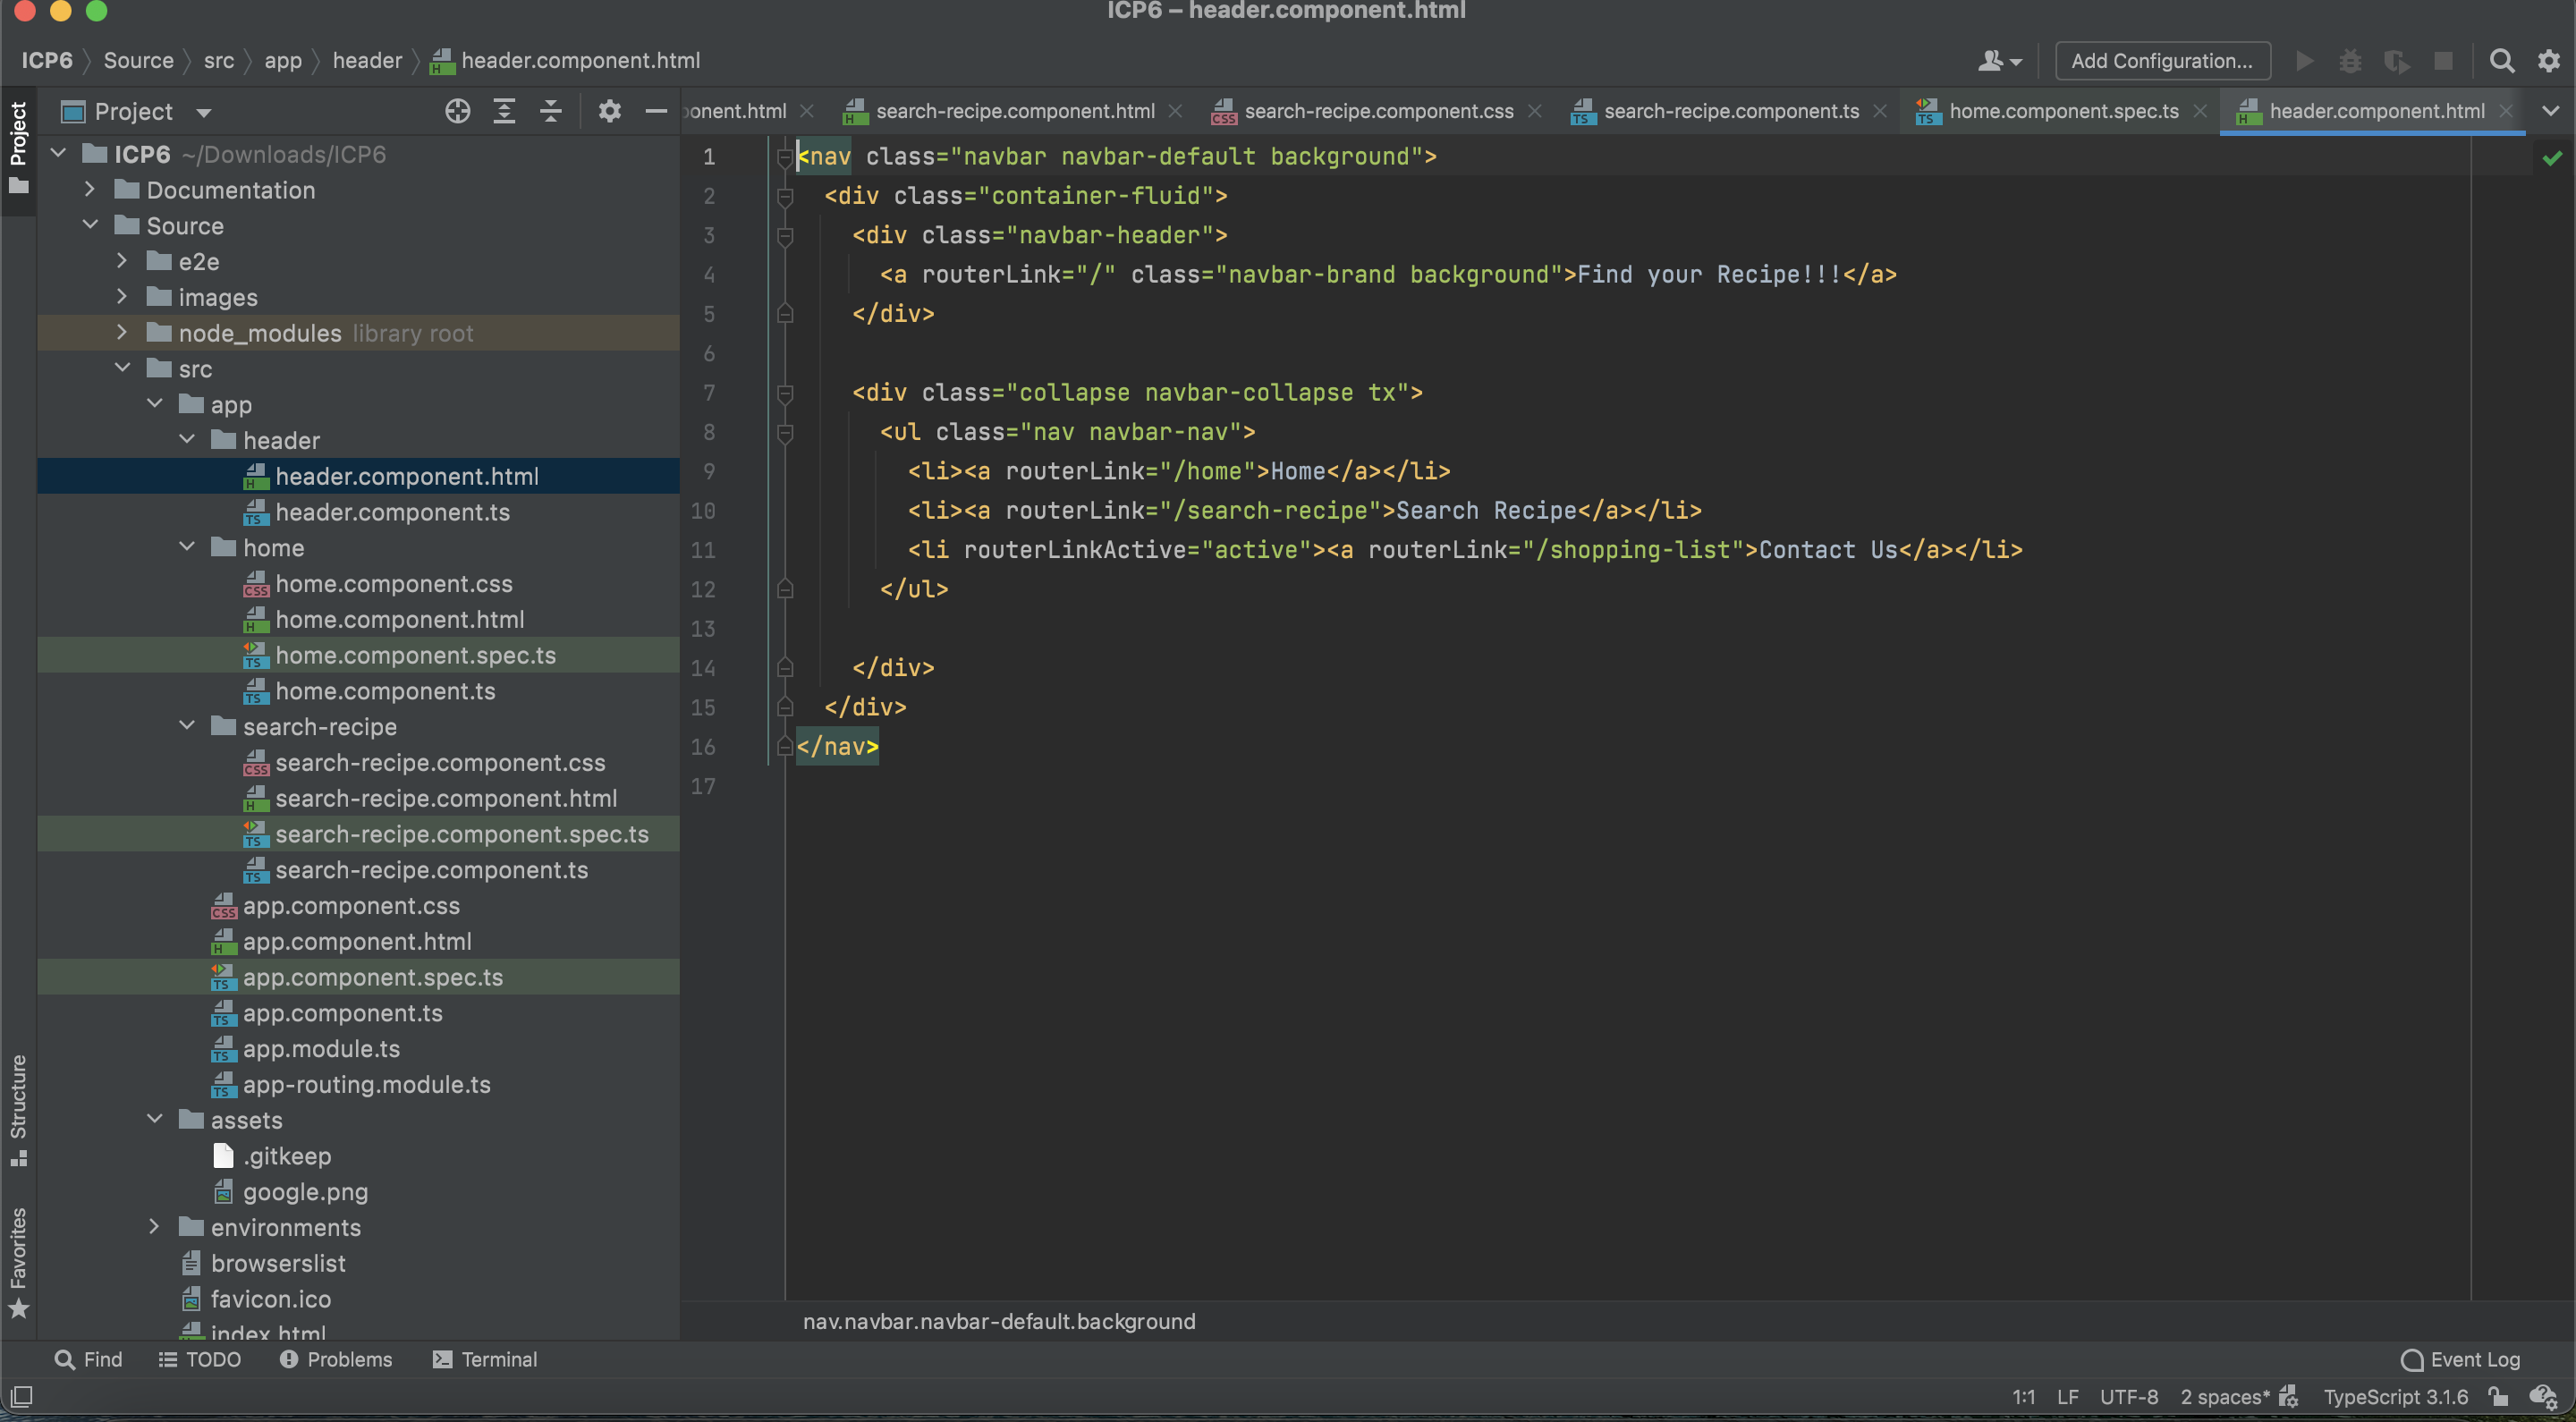 ICP6 – header.component.html
ICP6 Source src app header header.component.html
Add Configuration...
Project
Project
onent.html
search-recipe.component.html
search-recipe.component.css
search-recipe.component.ts
home.component.spec.ts
header.component.html
ICP6 ~/Downloads/ICP6
Documentation
Source
e2e
images
node_modules library root
src
app
header
header.component.html
header.component.ts
home
home.component.css
home.component.html
home.component.spec.ts
home.component.ts
search-recipe
search-recipe.component.css
search-recipe.component.html
search-recipe.component.spec.ts
search-recipe.component.ts
app.component.css
app.component.html
app.component.spec.ts
app.component.ts
app.module.ts
app-routing.module.ts
assets
.gitkeep
google.png
environments
browserslist
favicon.ico
index.html
Structure
Favorites
1 <nav class="navbar navbar-default background">
2 <div class="container-fluid">
3 <div class="navbar-header">
4 <a routerLink="/" class="navbar-brand background">Find your Recipe!!!</a>
5 </div>
6
7 <div class="collapse navbar-collapse tx">
8 <ul class="nav navbar-nav">
9 <li><a routerLink="/home">Home</a></li>
10 <li><a routerLink="/search-recipe">Search Recipe</a></li>
11 <li routerLinkActive="active"><a routerLink="/shopping-list">Contact Us</a></li>
12 </ul>
13
14 </div>
15 </div>
16 </nav>
17
nav.navbar.navbar-default.background
Find TODO Problems Terminal Event Log
1:1 LF UTF-8 2 spaces* TypeScript 3.1.6